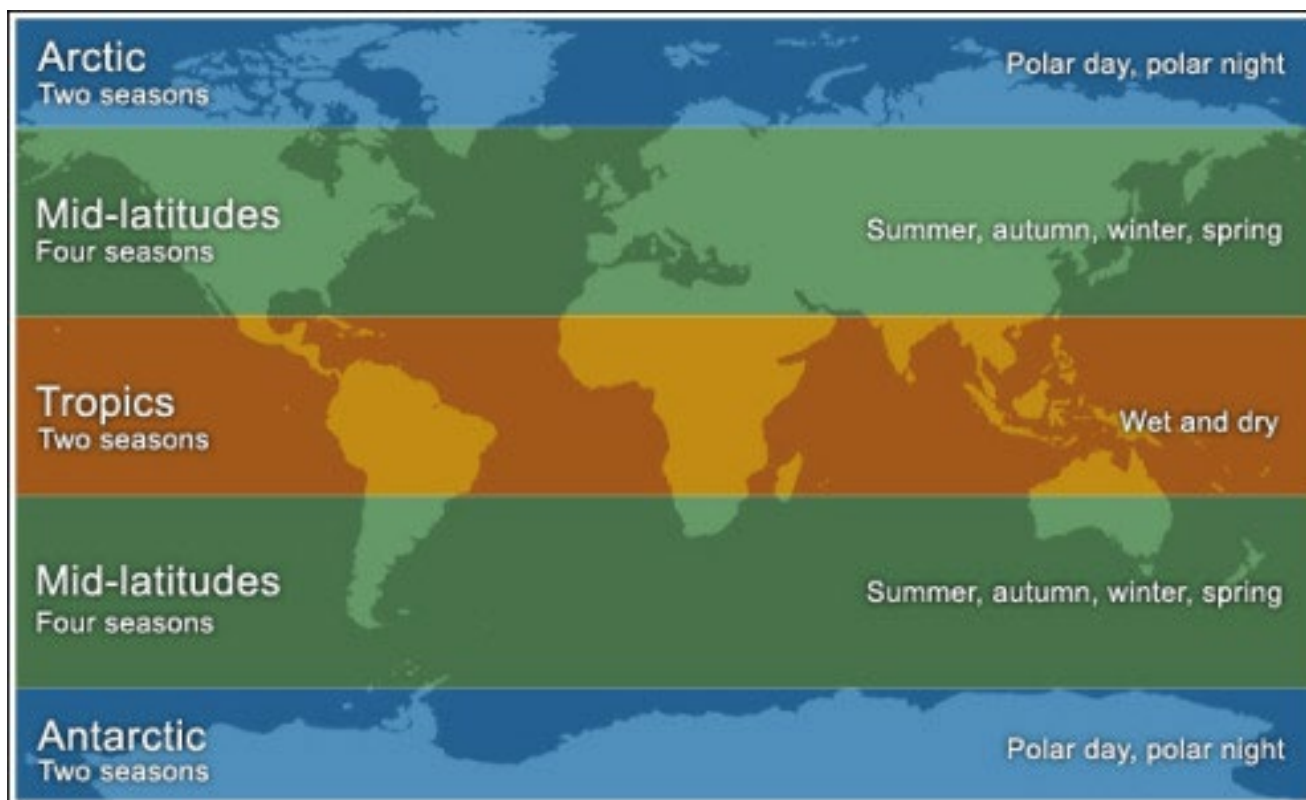 Arctic
Two seasons
Polar day, polar night
Mid-latitudes
Four seasons
Summer, autumn, winter, spring
Tropics
Two seasons
Wet and dry
Mid-latitudes
Four seasons
Summer, autumn, winter, spring
Antarctic
Two seasons
Polar day, polar night